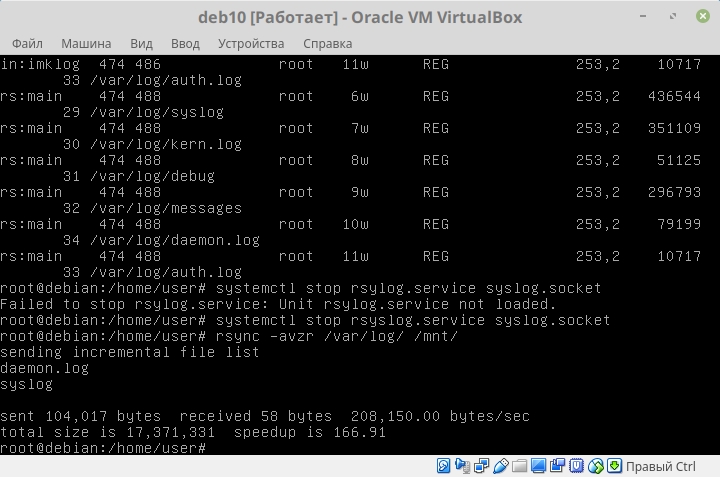 deb10 [Работает] - Oracle VM VirtualBox
Файл Машина Вид Ввод Устройства Справка
in:imklog 474 486 root 11w REG 253,2 10717
33 /var/log/auth.log
rs:main 474 488 root 6w REG 253,2 436544
29 /var/log/syslog
rs:main 474 488 root 7w REG 253,2 351109
30 /var/log/kern.log
rs:main 474 488 root 8w REG 253,2 51125
31 /var/log/debug
rs:main 474 488 root 9w REG 253,2 296793
32 /var/log/messages
rs:main 474 488 root 10w REG 253,2 79199
34 /var/log/daemon.log
rs:main 474 488 root 11w REG 253,2 10717
33 /var/log/auth.log
root@debian:/home/user# systemctl stop rsylog.service syslog.socket
Failed to stop rsylog.service: Unit rsylog.service not loaded.
root@debian:/home/user# systemctl stop rsyslog.service syslog.socket
root@debian:/home/user# rsync -avzr /var/log/ /mnt/
sending incremental file list
daemon.log
syslog
sent 104,017 bytes received 58 bytes 208,150.00 bytes/sec
total size is 17,371,331 speedup is 166.91
root@debian:/home/user#
Правый Ctrl